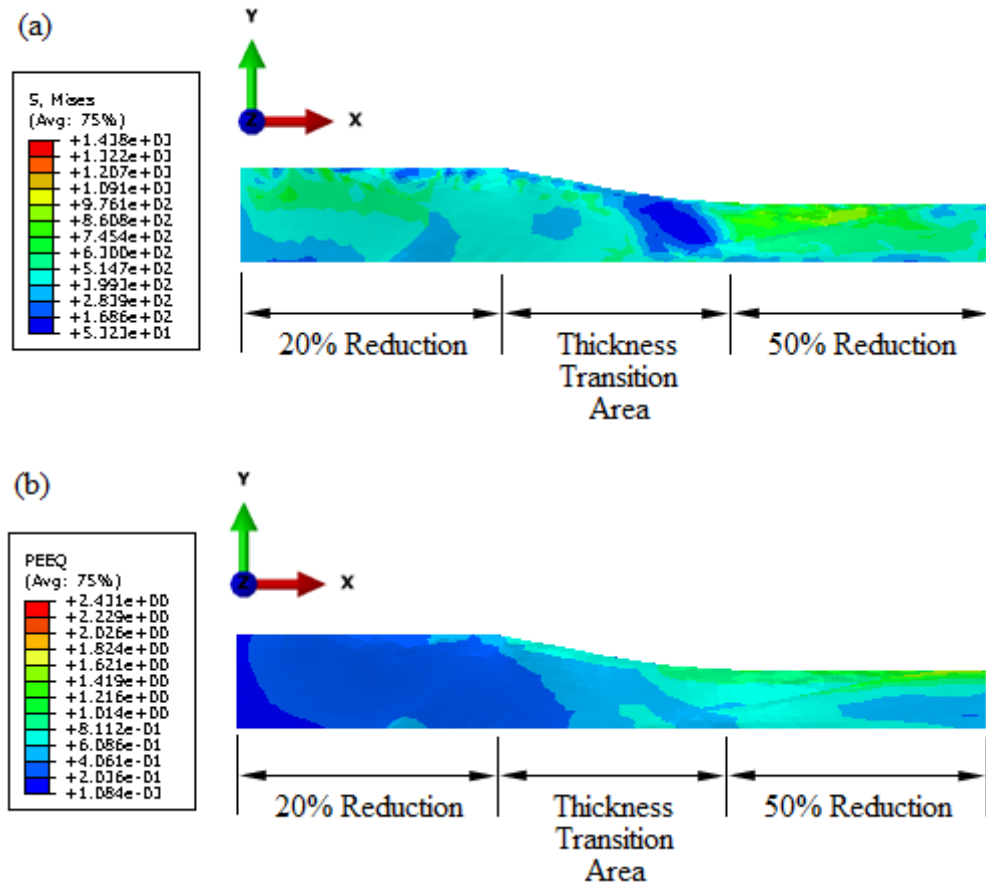 (a)
Y
Z
X
S, Mises
(Avg: 75%)
+1.438e+03
+1.322e+03
+1.207e+03
+1.091e+03
+9.761e+02
+8.608e+02
+7.454e+02
+6.300e+02
+5.147e+02
+3.993e+02
+2.839e+02
+1.686e+02
+5.323e+01
20% Reduction
Thickness
Transition
Area
50% Reduction
(b)
Y
Z
X
PEEQ
(Avg: 75%)
+2.431e+00
+2.229e+00
+2.026e+00
+1.824e+00
+1.621e+00
+1.419e+00
+1.216e+00
+1.014e+00
+8.112e-01
+6.086e-01
+4.061e-01
+2.036e-01
+1.084e-03
20% Reduction
Thickness
Transition
Area
50% Reduction